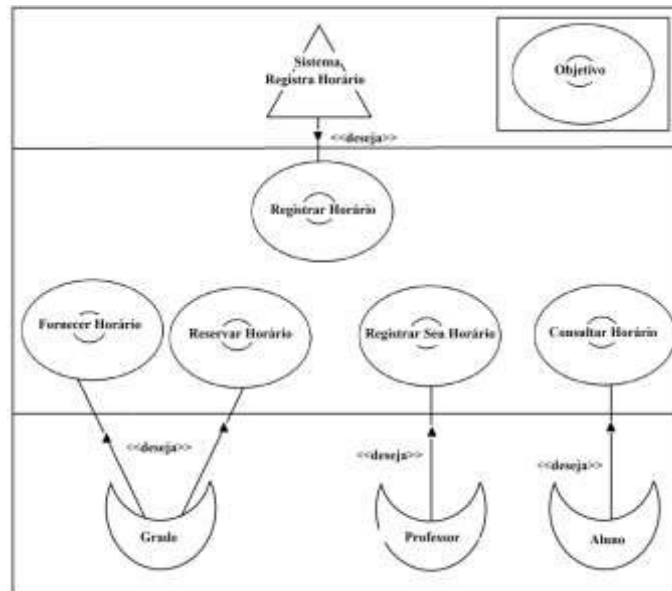 Sistema
Registra Horário
Objetivo
<<deseja>>
Registrar Horário
Fornecer Horário
Reservar Horário
Registrar Seu Horário
Consultar Horário
<<deseja>>
<<deseja>>
<<deseja>>
Grade
Professor
Aluno